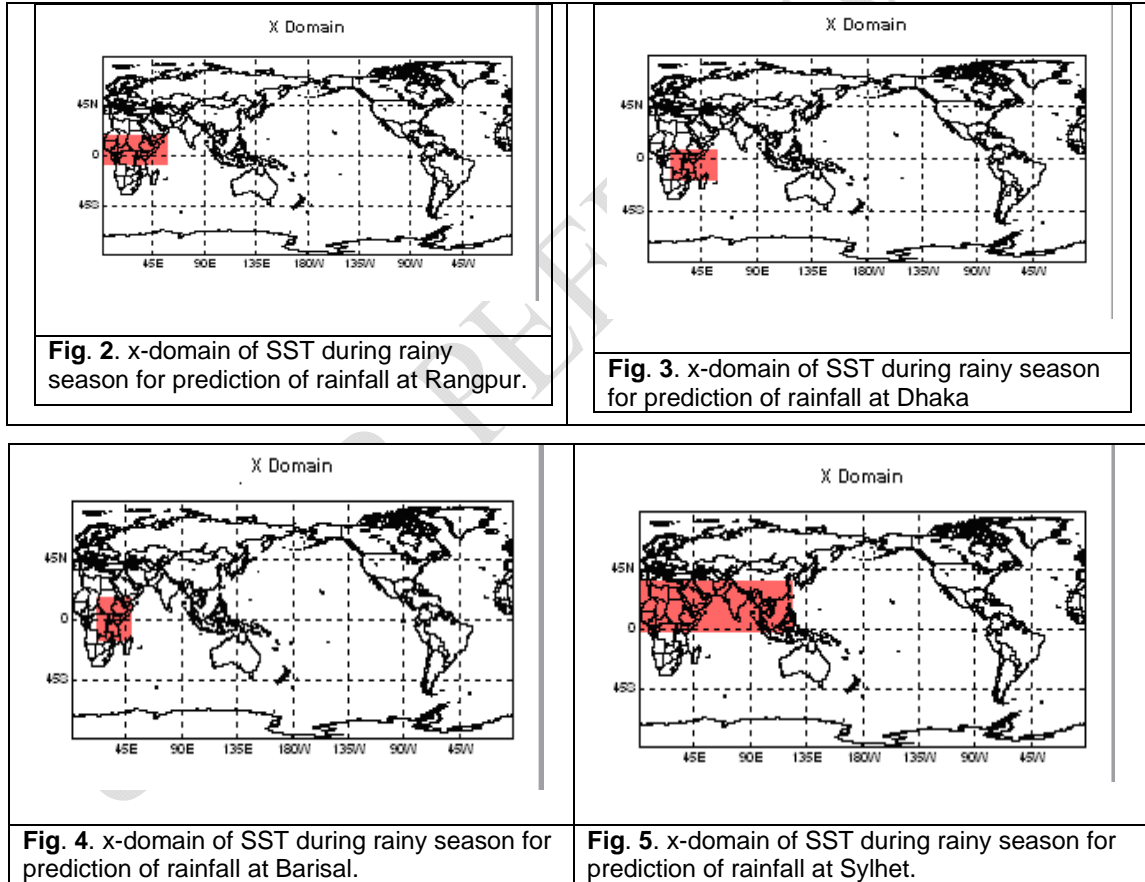 X Domain
45N
0
45S
45E 90E 135E 180W 135W 90W 45W
Fig. 2. x-domain of SST during rainy
season for prediction of rainfall at Rangpur.
X Domain
45N
0
45S
45E 90E 135E 180W 135W 90W 45W
Fig. 3. x-domain of SST during rainy season
for prediction of rainfall at Dhaka
X Domain
45N
0
45S
45E 90E 135E 180W 135W 90W 45W
Fig. 4. x-domain of SST during rainy season for
prediction of rainfall at Barisal.
X Domain
45N
0
45S
45E 90E 135E 180W 135W 90W 45W
Fig. 5. x-domain of SST during rainy season for
prediction of rainfall at Sylhet.